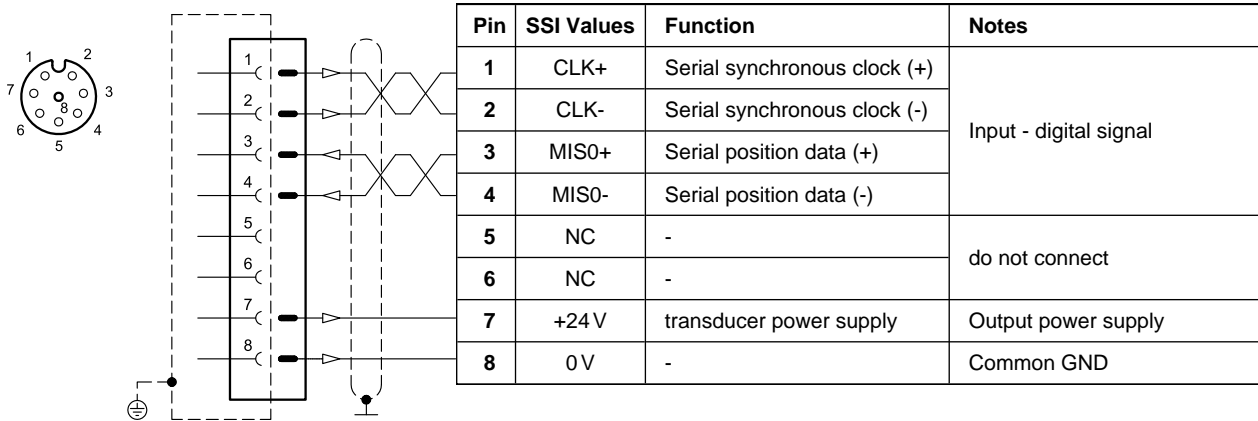 Pin SSI Values Function Notes
1 CLK+ Serial synchronous clock (+)
2 CLK- Serial synchronous clock (-)
Input - digital signal
3 MIS0+ Serial position data (+)
4 MIS0- Serial position data (-)
5 NC -
do not connect
6 NC -
7 +24V transducer power supply Output power supply
8 0V - Common GND
1 2
7 8 3
6 4
5
1
2
3
4
5
6
7
8